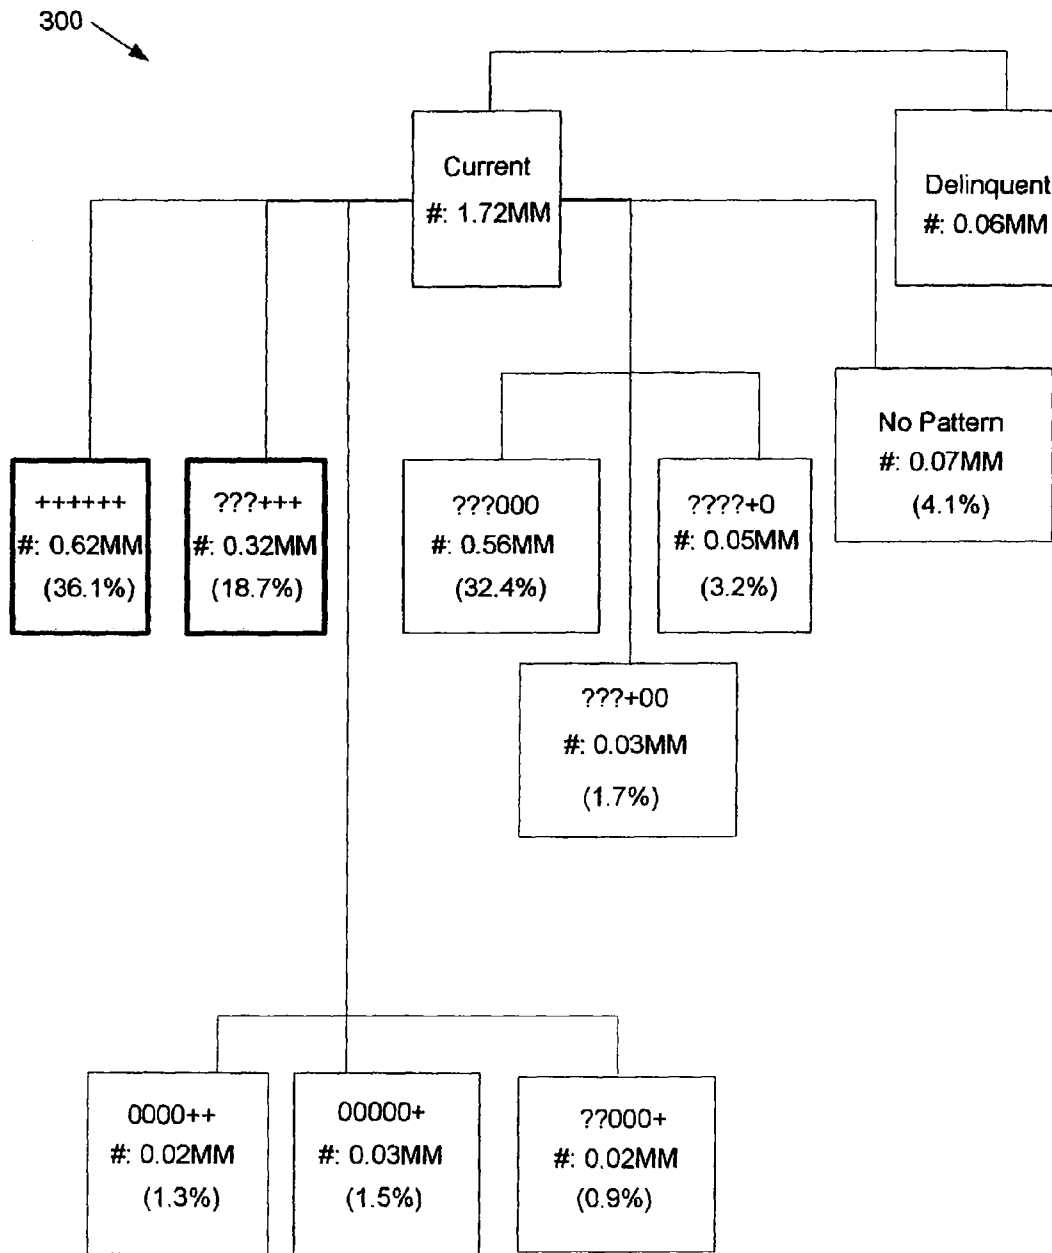 300
Current
#: 1.72MM
Delinquent
#: 0.06MM
No Pattern
#: 0.07MM
(4.1%)
++++++
#: 0.62MM
(36.1%)
???+++
#: 0.32MM
(18.7%)
???000
#: 0.56MM
(32.4%)
????+0
#: 0.05MM
(3.2%)
???+00
#: 0.03MM
(1.7%)
0000++
#: 0.02MM
(1.3%)
00000+
#: 0.03MM
(1.5%)
??000+
#: 0.02MM
(0.9%)